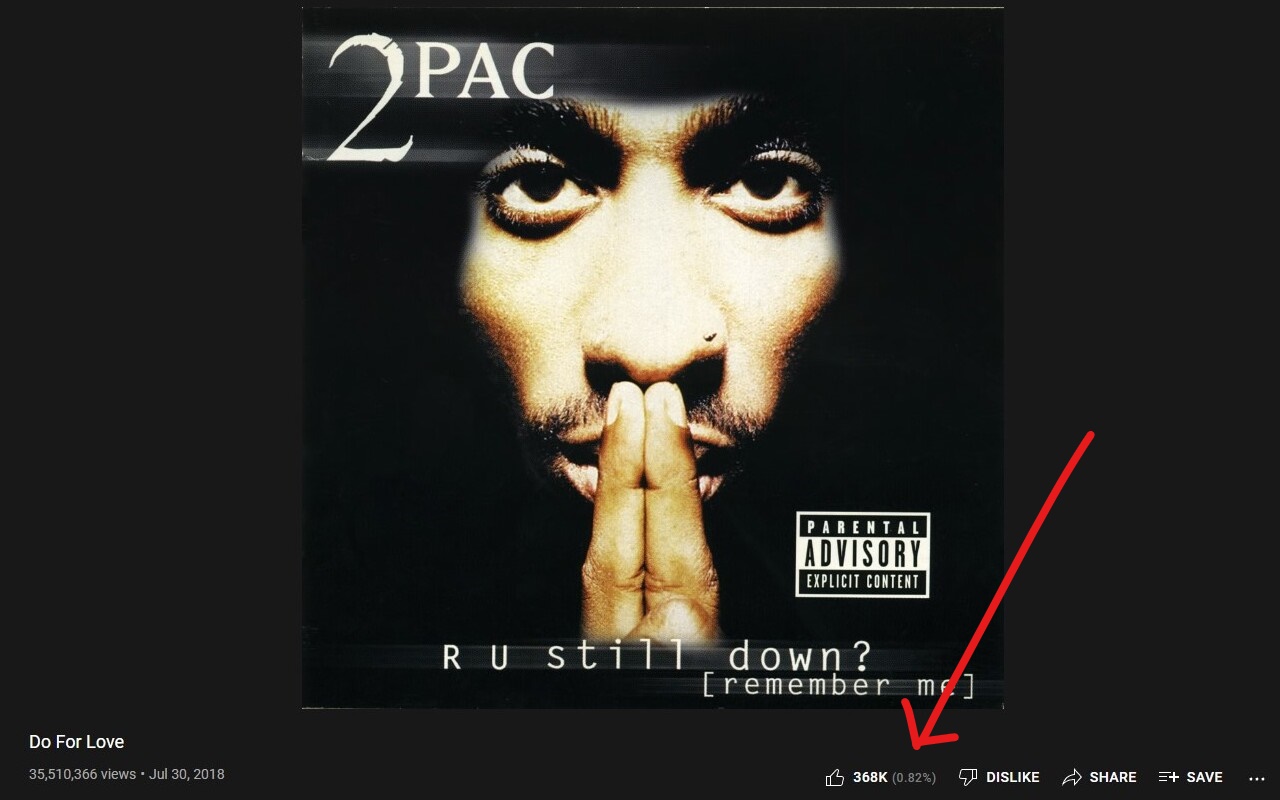 2PAC
PARENTAL
ADVISORY
EXPLICIT CONTENT
R U still down?
[remember me]
Do For Love
35,510,366 views • Jul 30, 2018
368K (0.82%) DISLIKE SHARE SAVE